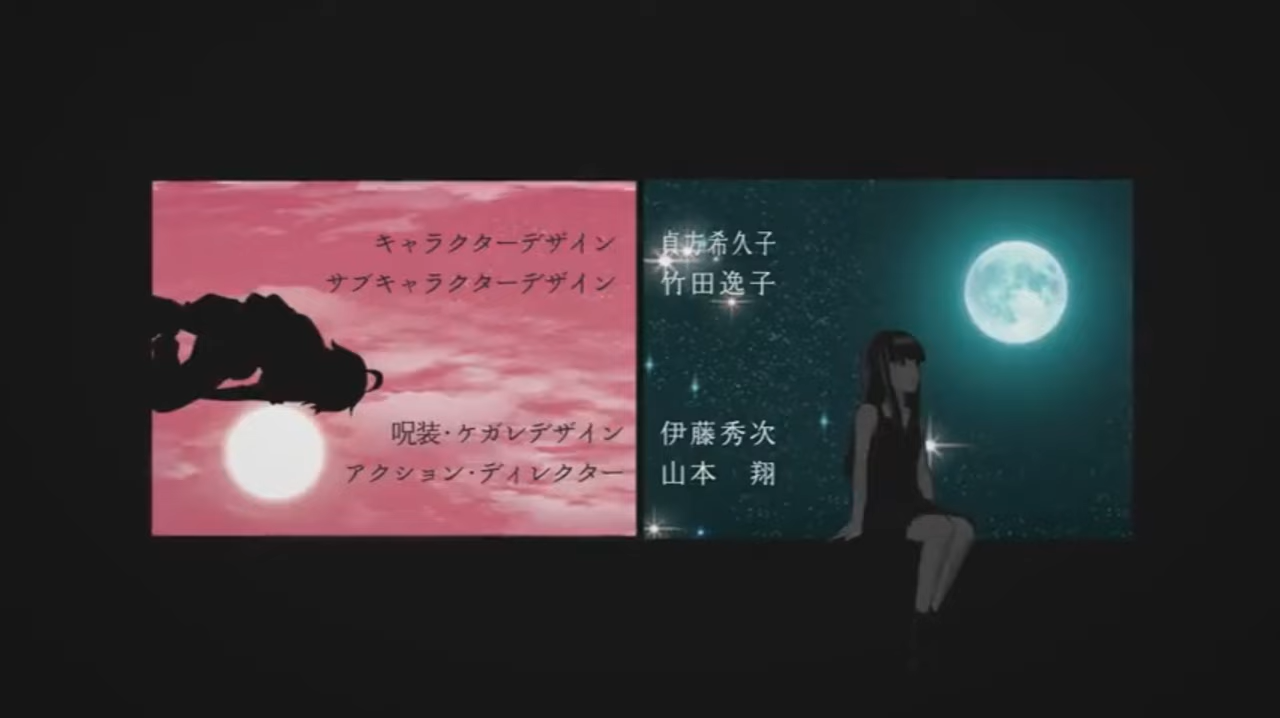 キャラクターデザイン 貞方希久子
サブキャラクターデザイン 竹田逸子
呪装・ケガレデザイン 伊藤秀次
アクション・ディレクター 山本 翔